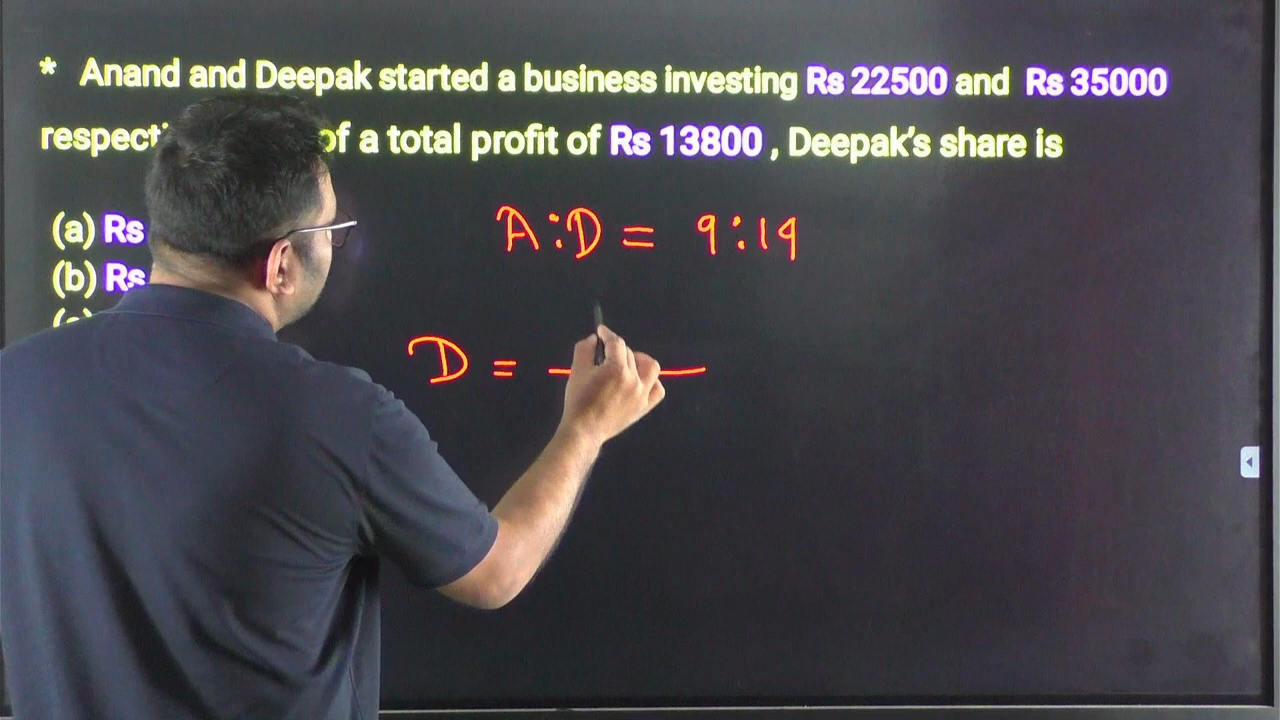 * Anand and Deepak started a business investing Rs 22500 and Rs 35000
of a total profit of Rs 13800 , Deepak's share is
(a) Rs
A:D = 9:14
(b) Rs
D =